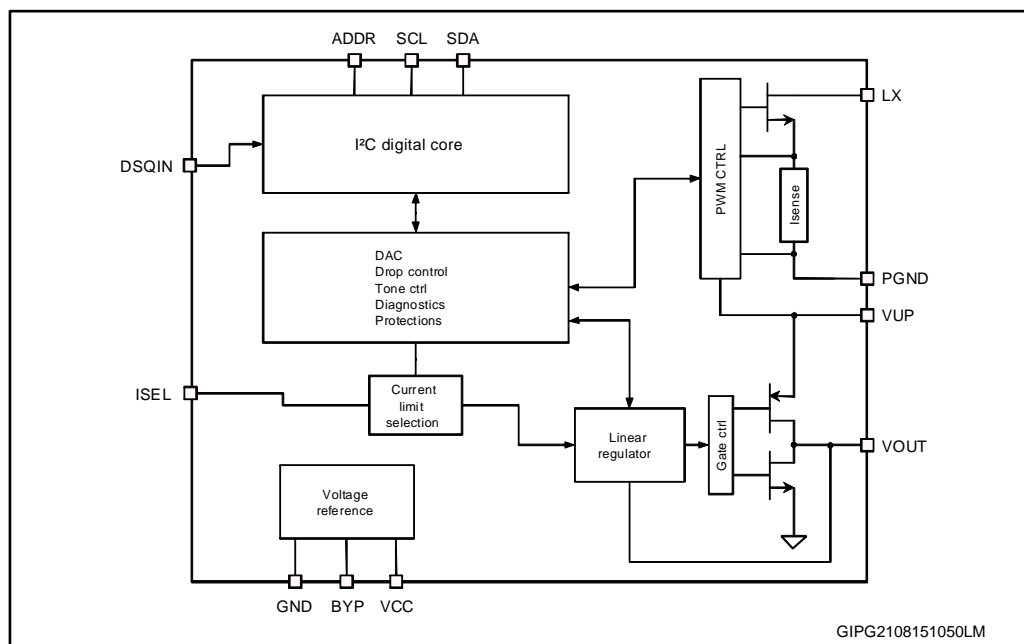 ADDR SCL SDA
I²C digital core
DSQIN
LX
PWM CTRL
Isense
PGND
VUP
DAC
Drop control
Tone ctrl
Diagnostics
Protections
ISEL
Current
limit
selection
Linear
regulator
Gate ctrl
VOUT
Voltage
reference
GND BYP VCC
GIPG2108151050LM